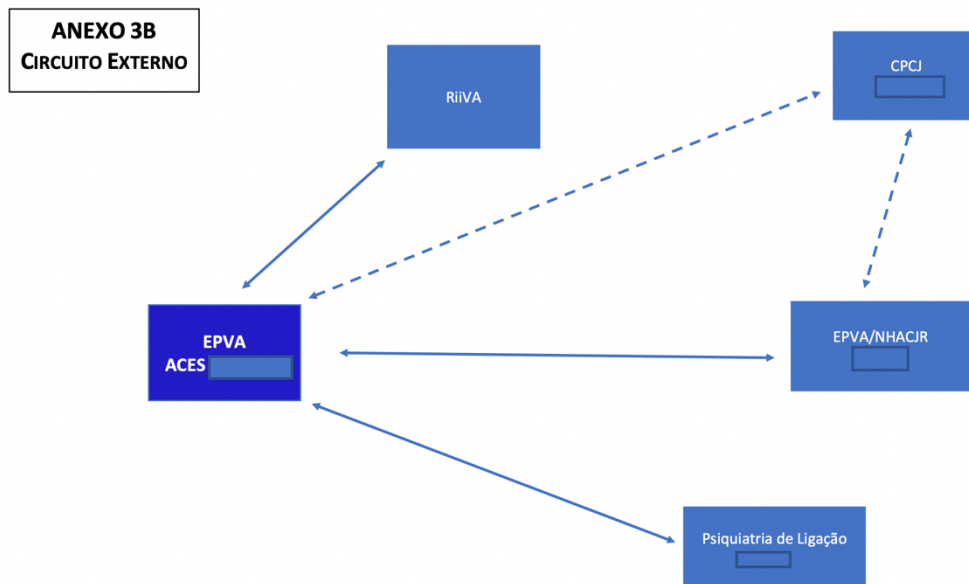 ANEXO 3B
CIRCUITO EXTERNO
RiiVA
CPCJ
EPVA
ACES
EPVA/NHACJR
Psiquiatria de Ligação